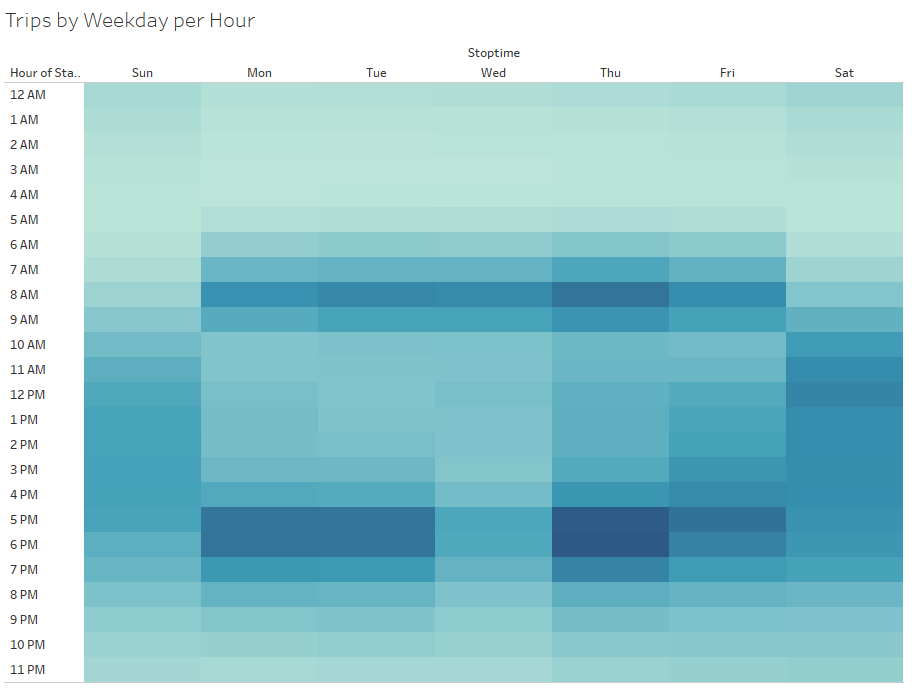 Trips by Weekday per Hour
Stoptime
Hour of Sta.. Sun Mon Tue Wed Thu Fri Sat
12 AM
1 AM
2 AM
3 AM
4 AM
5 AM
6 AM
7 AM
8 AM
9 AM
10 AM
11 AM
12 PM
1 PM
2 PM
3 PM
4 PM
5 PM
6 PM
7 PM
8 PM
9 PM
10 PM
11 PM